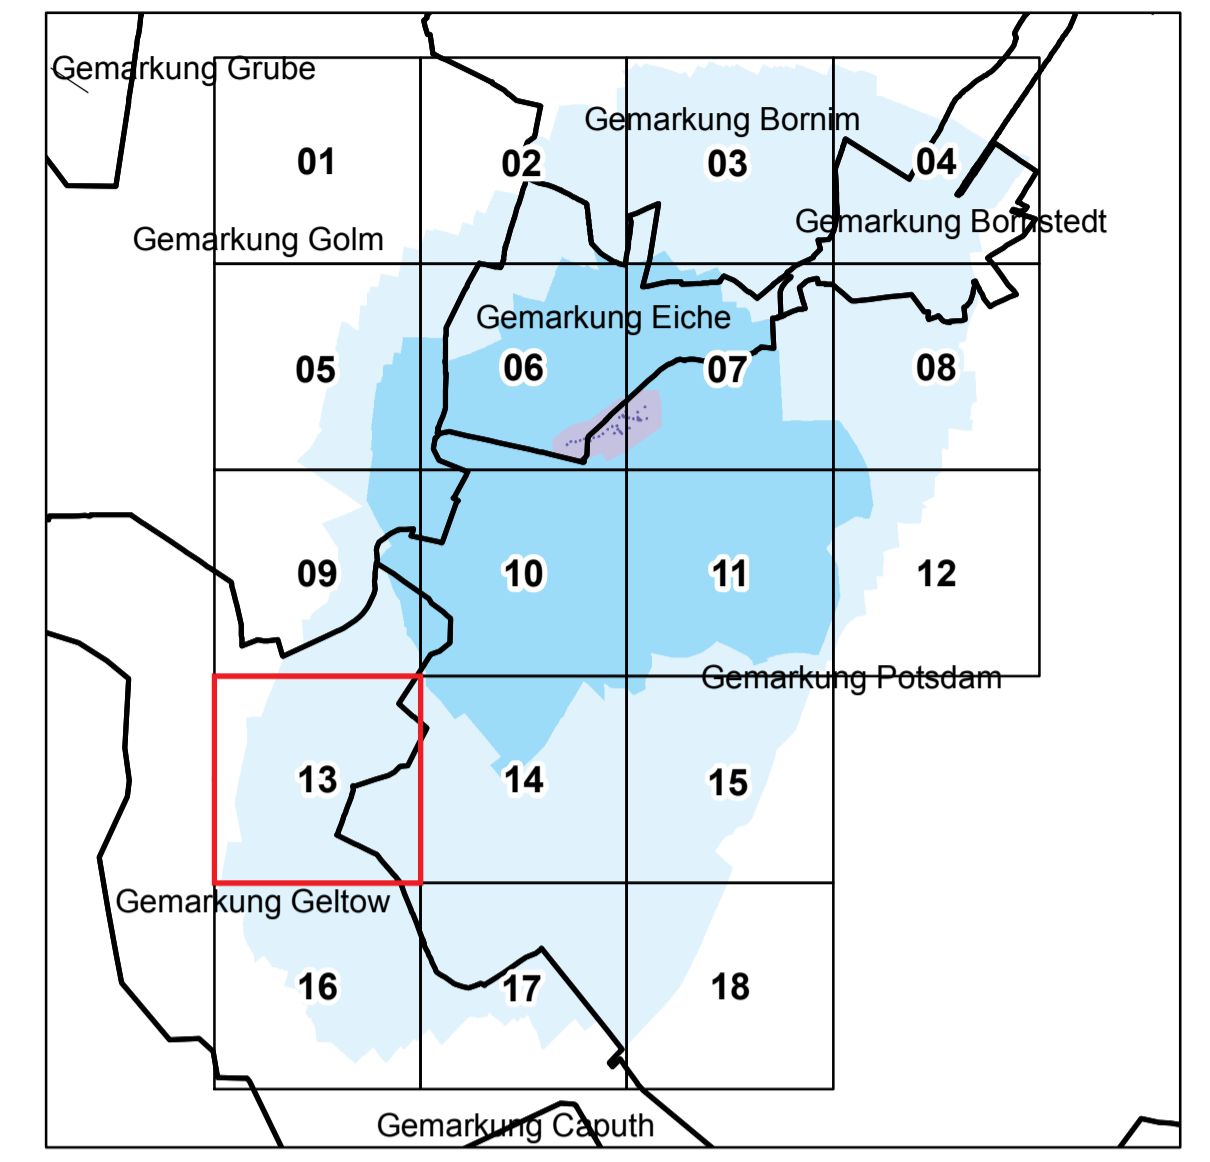 Gemarkung Grube
Gemarkung Bornim
01
02
03
04
Gemarkung Bornstedt
Gemarkung Golm
Gemarkung Eiche
05
06
07
08
09
10
11
12
Gemarkung Potsdam
13
14
15
Gemarkung Geltow
16
17
18
Gemarkung Caputh